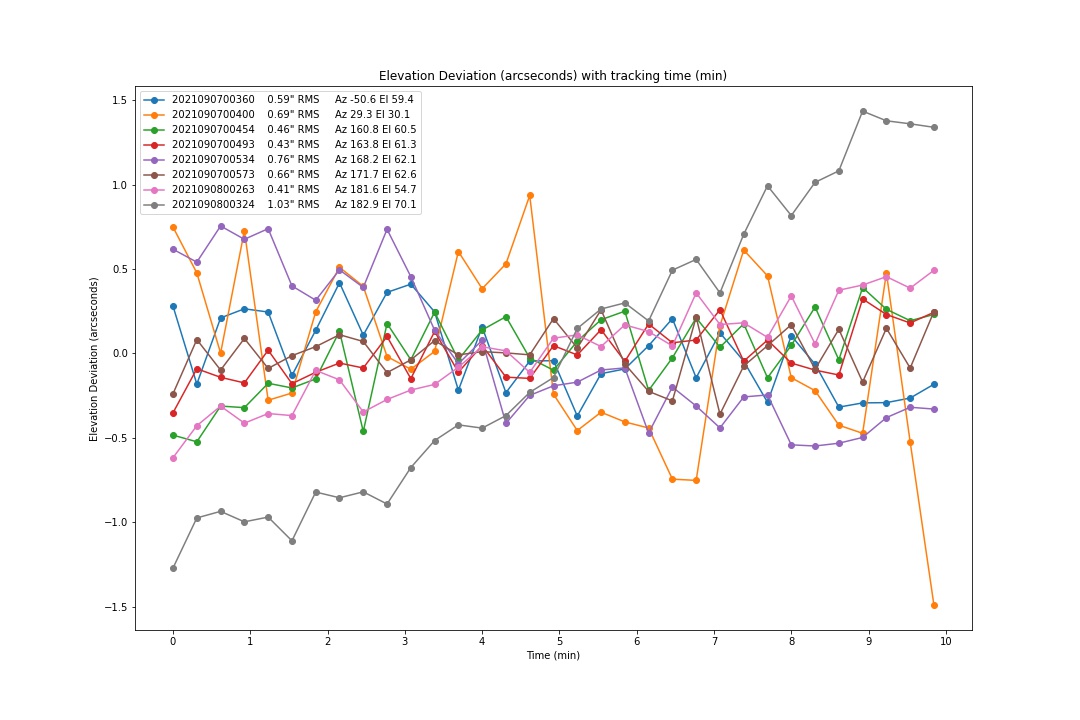 Elevation Deviation (arcseconds) with tracking time (min)
2021090700360 0.59" RMS Az -50.6 El 59.4
2021090700400 0.69" RMS Az 29.3 El 30.1
2021090700454 0.46" RMS Az 160.8 El 60.5
2021090700493 0.43" RMS Az 163.8 El 61.3
2021090700534 0.76" RMS Az 168.2 El 62.1
2021090700573 0.66" RMS Az 171.7 El 62.6
2021090800263 0.41" RMS Az 181.6 El 54.7
2021090800324 1.03" RMS Az 182.9 El 70.1
Elevation Deviation (arcseconds)
1.5
1.0
0.5
0.0
−0.5
−1.0
−1.5
0 1 2 3 4 5 6 7 8 9 10
Time (min)